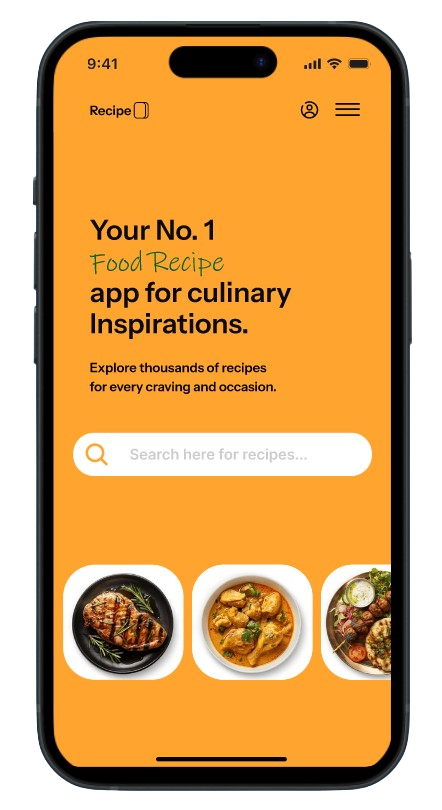 9:41
Recipe
Your No. 1
Food Recipe
app for culinary
Inspirations.
Explore thousands of recipes
for every craving and occasion.
Search here for recipes...